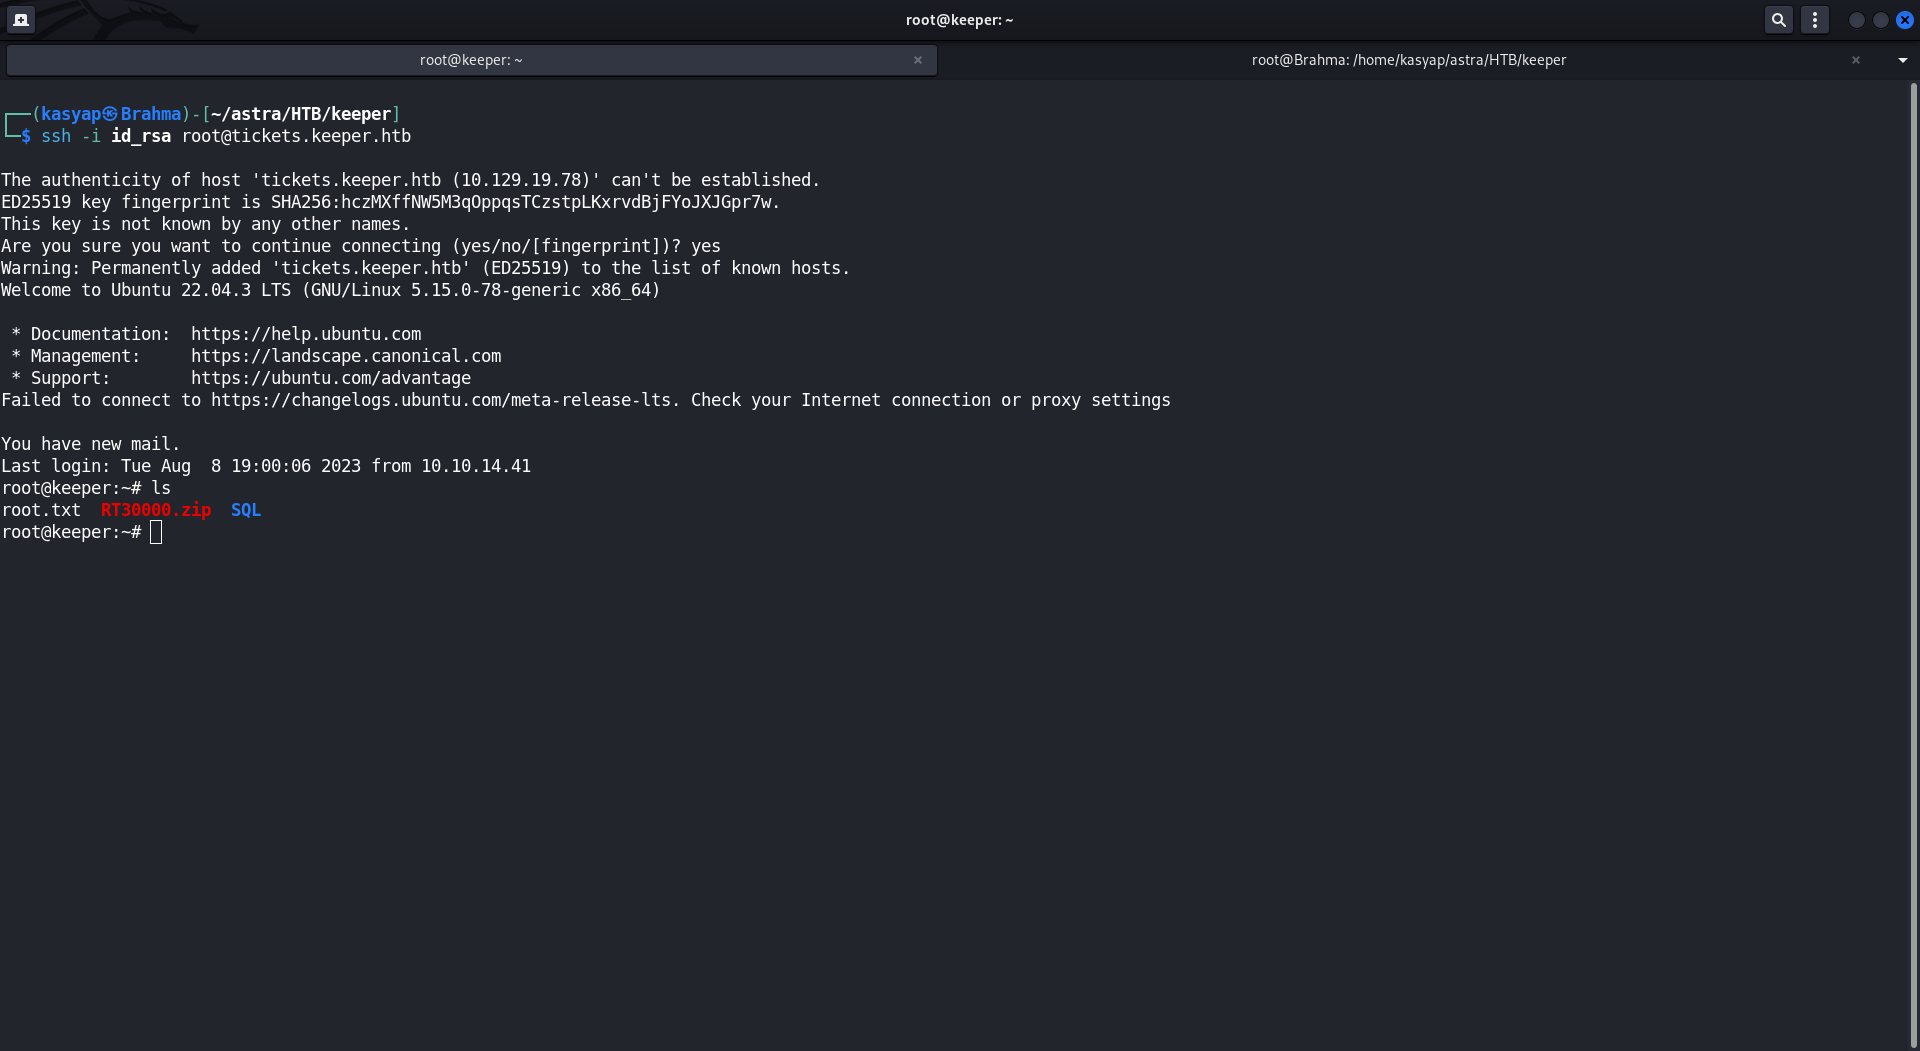 root@keeper: ~
root@keeper: ~
root@Brahma: /home/kasyap/astra/HTB/keeper
┌──(kasyap㉿Brahma)-[~/astra/HTB/keeper]
└─$ ssh -i id_rsa root@tickets.keeper.htb
The authenticity of host 'tickets.keeper.htb (10.129.19.78)' can't be established.
ED25519 key fingerprint is SHA256:hczMXffNW5M3qOppqsTCzstpLKxrvdBjFYoJXJGpr7w.
This key is not known by any other names.
Are you sure you want to continue connecting (yes/no/[fingerprint])? yes
Warning: Permanently added 'tickets.keeper.htb' (ED25519) to the list of known hosts.
Welcome to Ubuntu 22.04.3 LTS (GNU/Linux 5.15.0-78-generic x86_64)
* Documentation:  https://help.ubuntu.com
* Management:     https://landscape.canonical.com
* Support:        https://ubuntu.com/advantage
Failed to connect to https://changelogs.ubuntu.com/meta-release-lts. Check your Internet connection or proxy settings
You have new mail.
Last login: Tue Aug  8 19:00:06 2023 from 10.10.14.41
root@keeper:~# ls
root.txt  RT30000.zip  SQL
root@keeper:~#